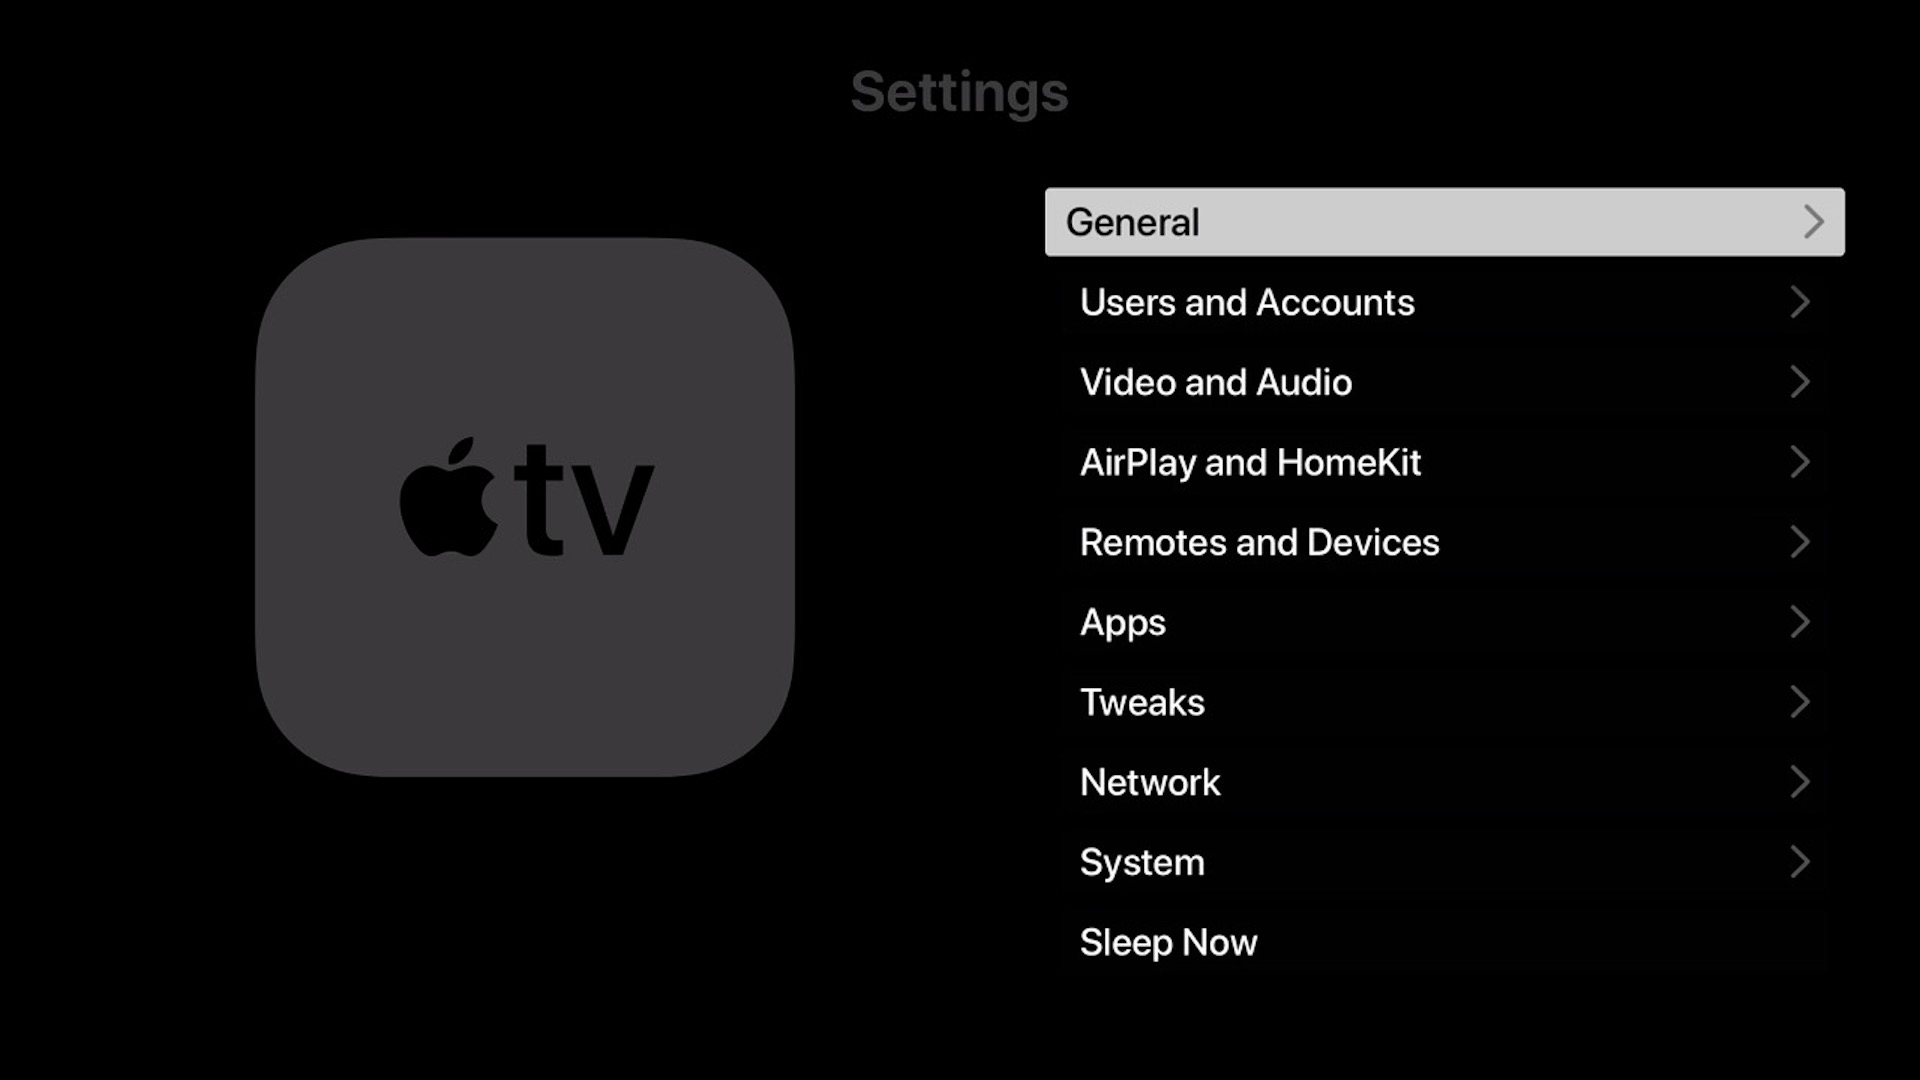 Settings
tv
General
Users and Accounts
Video and Audio
AirPlay and HomeKit
Remotes and Devices
Apps
Tweaks
Network
System
Sleep Now